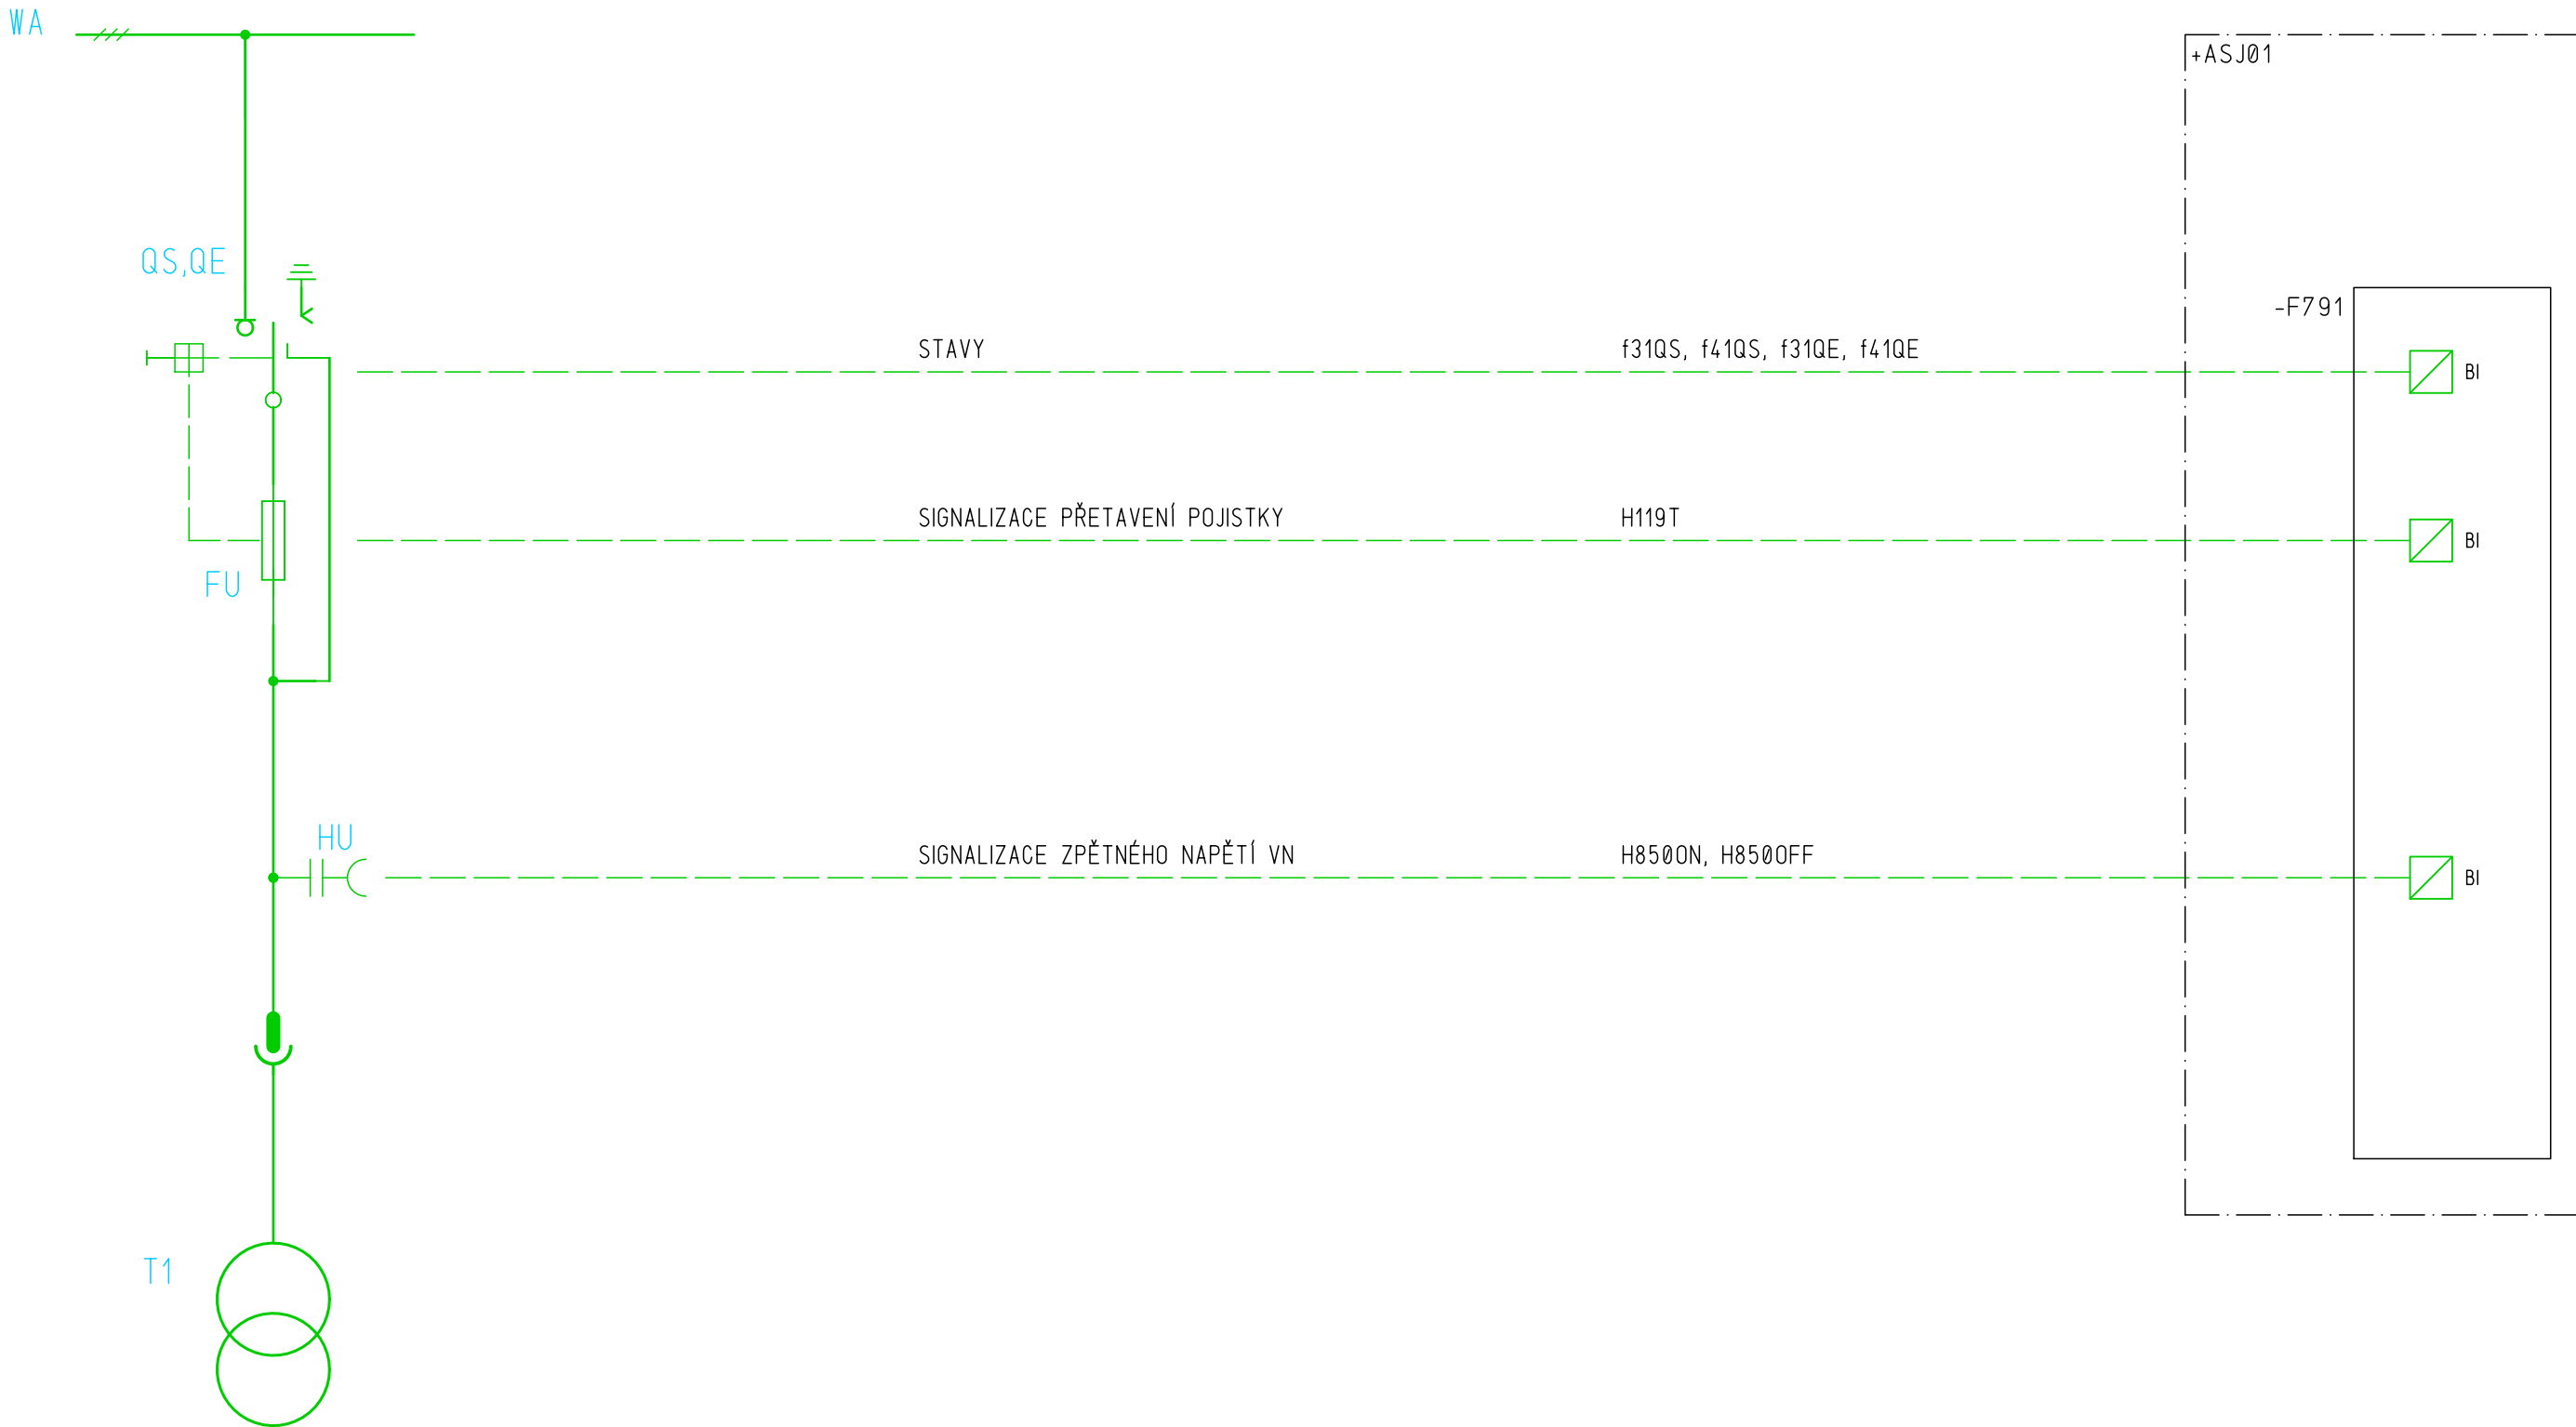 WA
+ASJ01
QS,QE
-F791
STAVY
f31QS, f41QS, f31QE, f41QE
BI
SIGNALIZACE PŘETAVENÍ POJISTKY
H119T
BI
FU
HU
SIGNALIZACE ZPĚTNÉHO NAPĚTÍ VN
H850ON, H850OFF
BI
T1